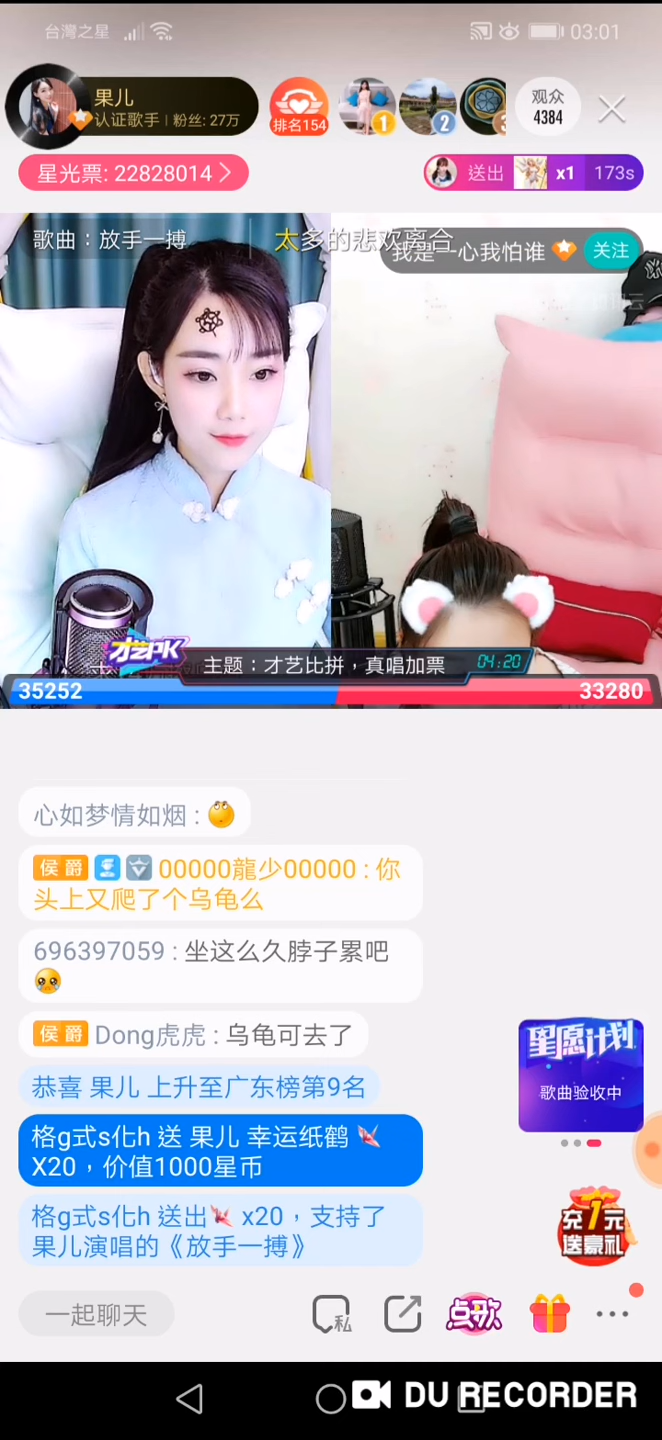 台灣之星
03:01
果儿
认证歌手 | 粉丝: 27万
排名154
1
2
3
观众
4384
星光票: 22828014
送出 x1 173s
歌曲：放手一搏
太多的悲欢离合
我是一心我怕谁
关注
才艺PK
主题：才艺比拼，真唱加票
04:20
35252
33280
心如梦情如烟 :
侯爵 00000龍少00000 : 你
头上又爬了个乌龟么
696397059 : 坐这么久脖子累吧
侯爵 Dong虎虎 : 乌龟可去了
恭喜 果儿 上升至广东榜第9名
格g式s化h 送 果儿 幸运纸鹤
X20，价值1000星币
格g式s化h 送出 x20，支持了
果儿演唱的《放手一搏》
星愿计划
歌曲验收中
充1元
送豪礼
一起聊天
私
点歌
DU RECORDER